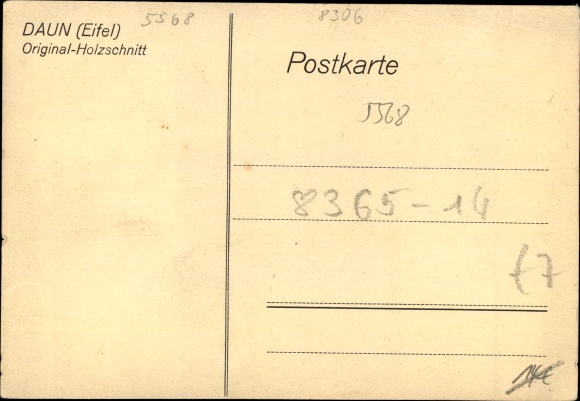 DAUN (Eifel)
Original-Holzschnitt
5568
8306
Postkarte
5568
8365-14